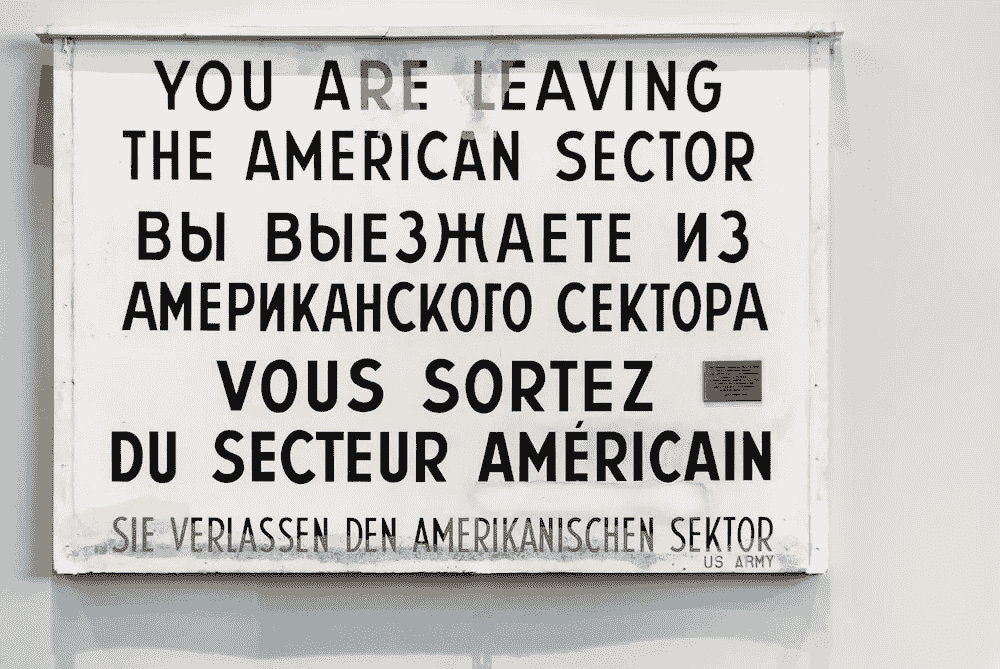 YOU ARE LEAVING
THE AMERICAN SECTOR
ВЫ ВЫЕЗЖАЕТЕ ИЗ
АМЕРИКАНСКОГО СЕКТОРА
VOUS SORTEZ
DU SECTEUR AMÉRICAIN
SIE VERLASSEN DEN AMERIKANISCHEN SEKTOR
US ARMY